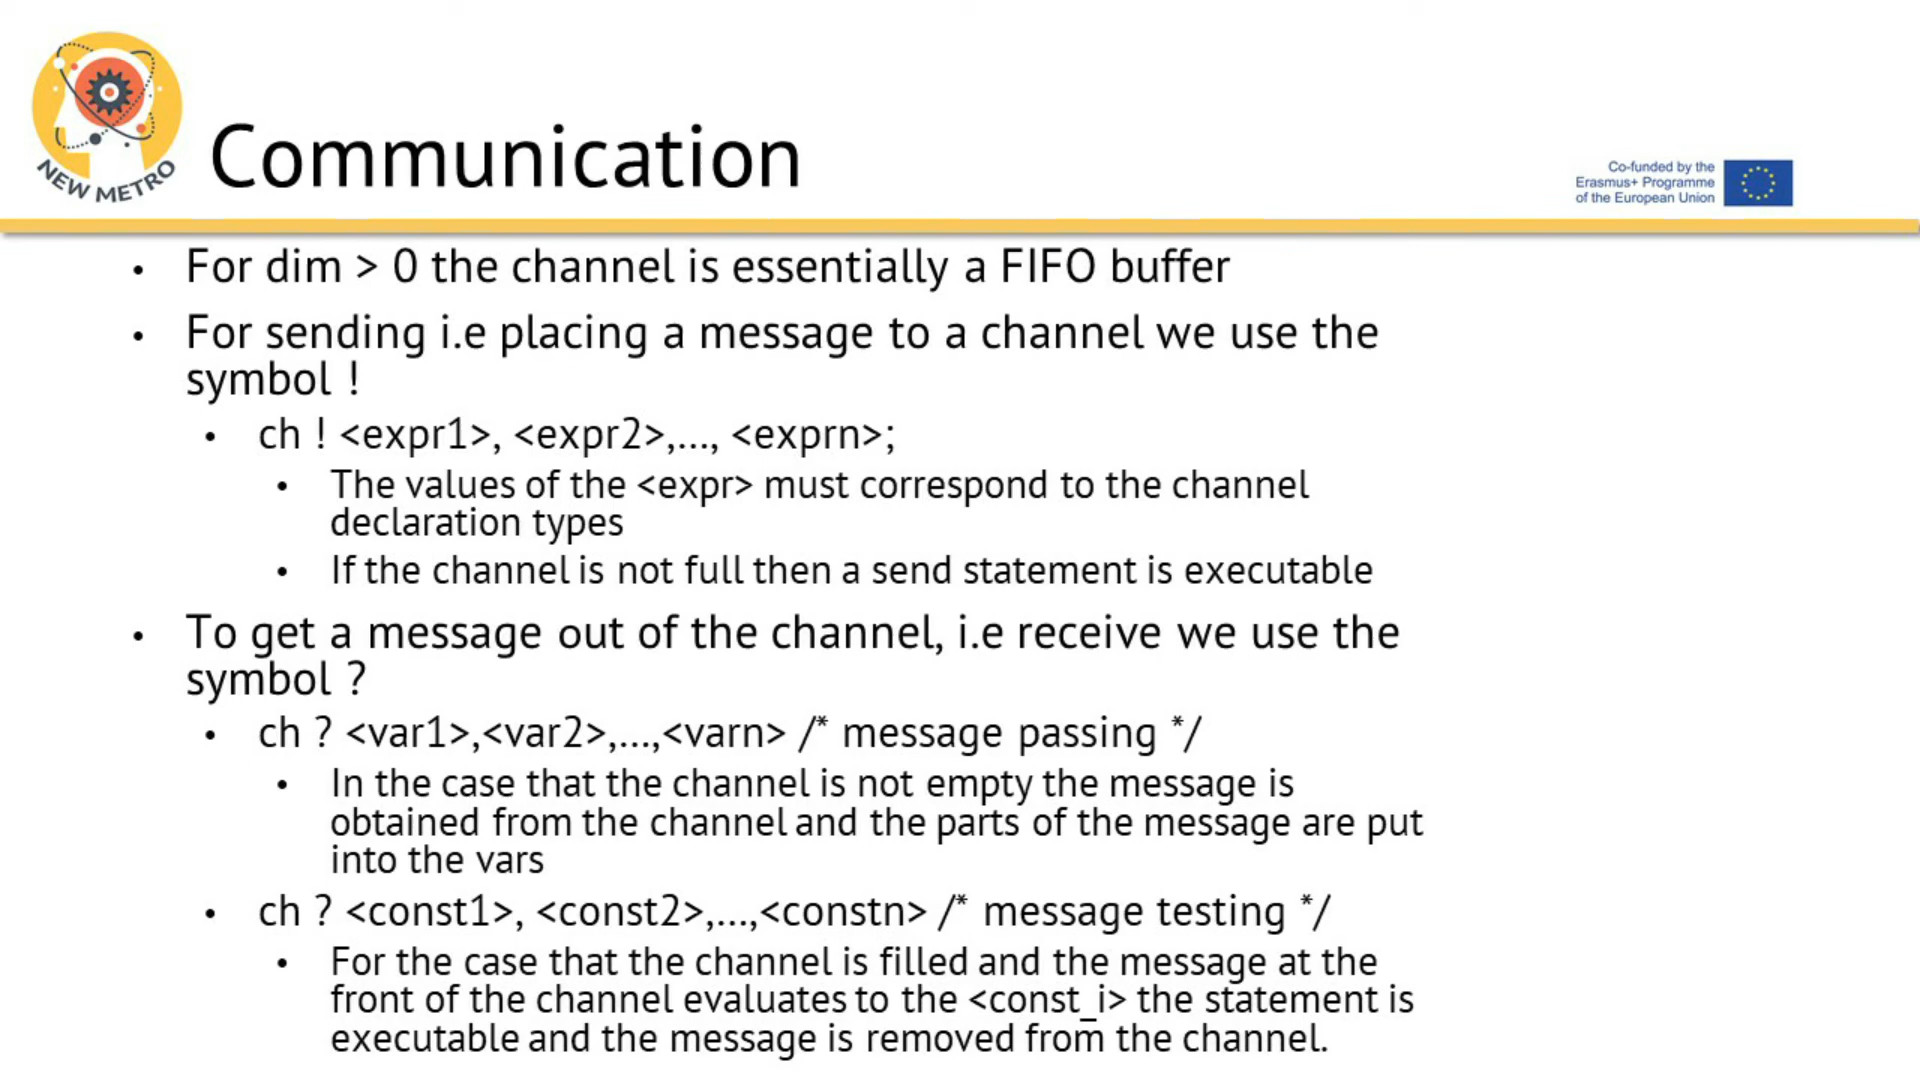 NEW METRO
Communication
Co-funded by the
Erasmus+ Programme
of the European Union
• For dim > 0 the channel is essentially a FIFO buffer
• For sending i.e placing a message to a channel we use the
symbol !
• ch ! <expr1>, <expr2>,..., <exprn>;
• The values of the <expr> must correspond to the channel
declaration types
• If the channel is not full then a send statement is executable
• To get a message out of the channel, i.e receive we use the
symbol ?
• ch ? <var1>,<var2>,...,<varn> /* message passing */
• In the case that the channel is not empty the message is
obtained from the channel and the parts of the message are put
into the vars
• ch ? <const1>, <const2>,...,<constn> /* message testing */
• For the case that the channel is filled and the message at the
front of the channel evaluates to the <const_i> the statement is
executable and the message is removed from the channel.